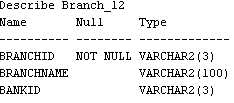 Describe Branch_12
Name Null Type
---------- -------- -------------
BRANCHID NOT NULL VARCHAR2(3)
BRANCHNAME VARCHAR2(100)
BANKID VARCHAR2(3)